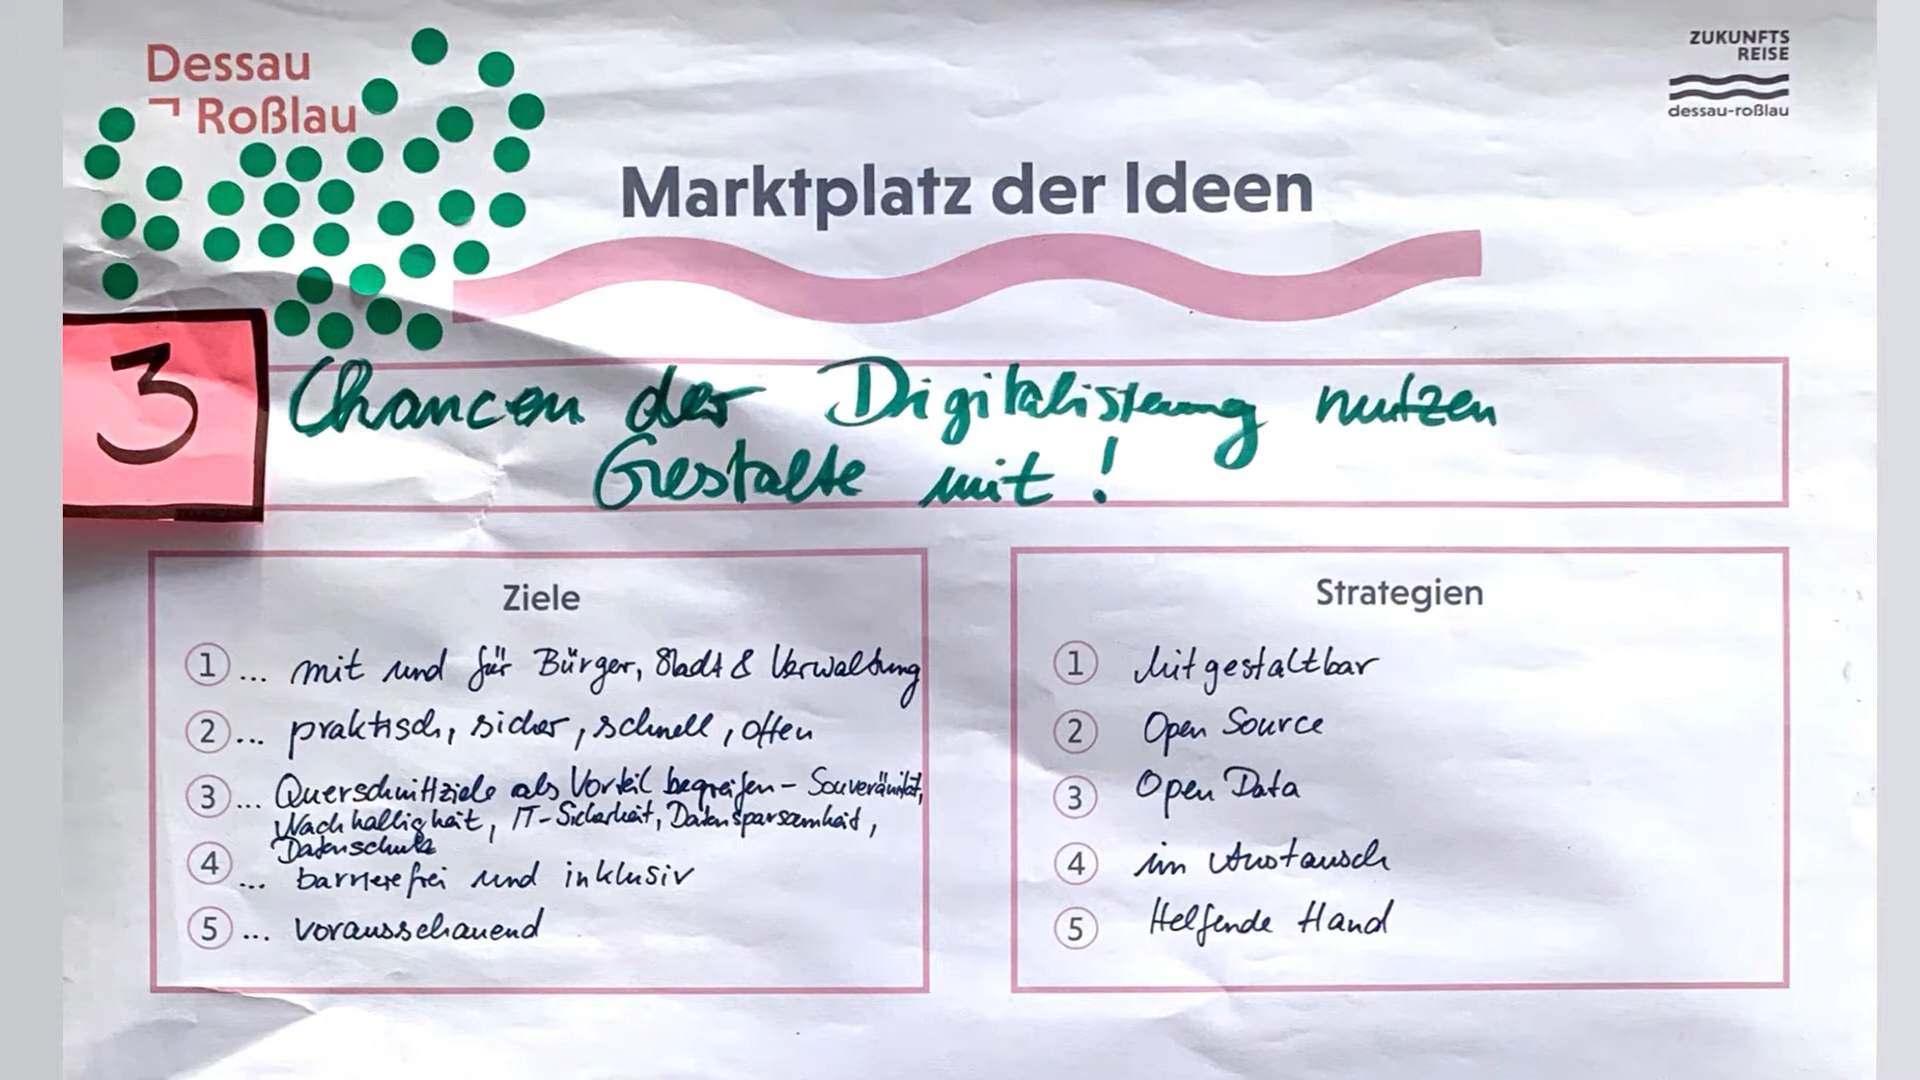 Dessau
Roßlau
ZUKUNFTS
REISE
dessau-roßlau
Marktplatz der Ideen
3
Chancen der Digitalisierung nutzen
Gestalte mit!
Ziele
1 ... mit und für Bürger, Stadt & Verwaltung
2 ... praktisch, sicher, schnell, offen
3 ... Querschnittziele als Vorteil begreifen - Souveränität,
Nachhaltigkeit, IT-Sicherheit, Datensparsamkeit,
Datenschutz
4 ... barrierefrei und inklusiv
5 ... vorausschauend
Strategien
1 Mitgestaltbar
2 Open Source
3 Open Data
4 im Austausch
5 Helfende Hand